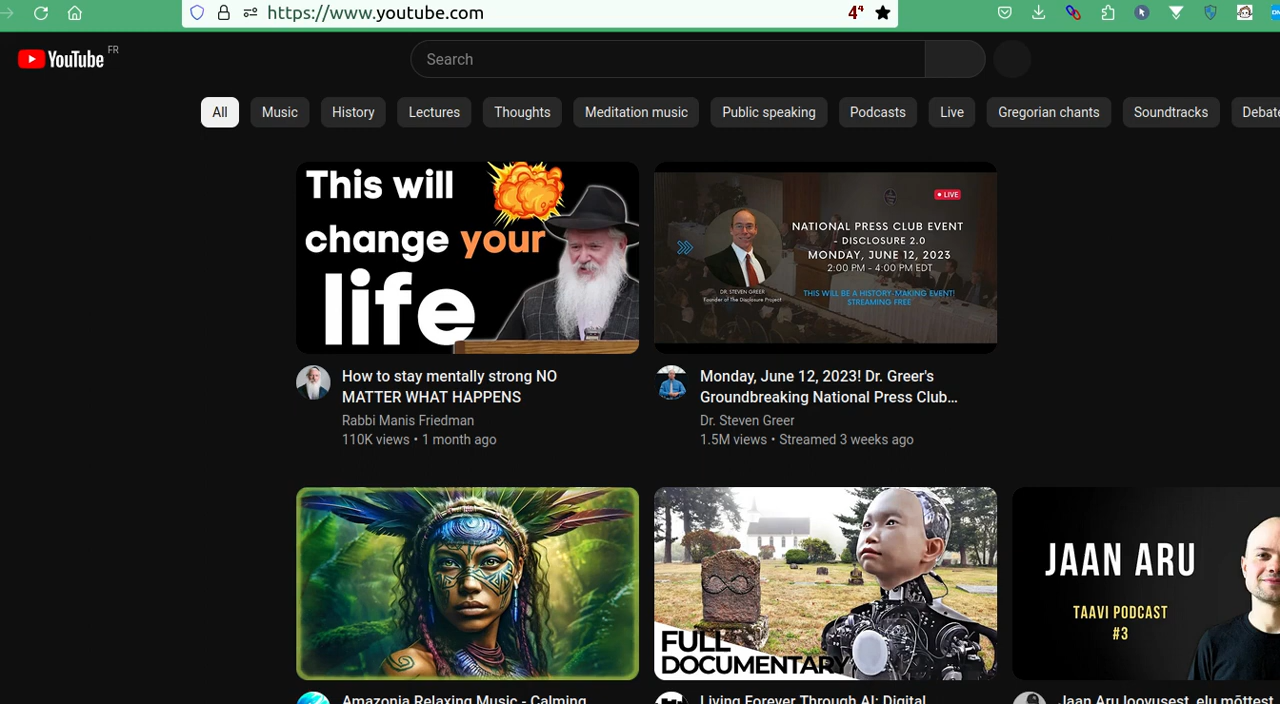 https://www.youtube.com
4⁴
YouTube FR
Search
All
Music
History
Lectures
Thoughts
Meditation music
Public speaking
Podcasts
Live
Gregorian chants
Soundtracks
Debate
This will
change your
life
LIVE
NATIONAL PRESS CLUB EVENT
- DISCLOSURE 2.0
MONDAY, JUNE 12, 2023
2:00 PM - 4:00 PM EDT
THIS WILL BE A HISTORY-MAKING EVENT!
STREAMING FREE
DR. STEVEN GREER
Founder of The Disclosure Project
How to stay mentally strong NO
MATTER WHAT HAPPENS
Rabbi Manis Friedman
110K views • 1 month ago
Monday, June 12, 2023! Dr. Greer's
Groundbreaking National Press Club…
Dr. Steven Greer
1.5M views • Streamed 3 weeks ago
FULL
DOCUMENTARY
JAAN ARU
TAAVI PODCAST
#3
Amazonia Relaxing Music - Calming
Living Forever Through AI: Digital
Jaan Aru loovusest, elu mõttest